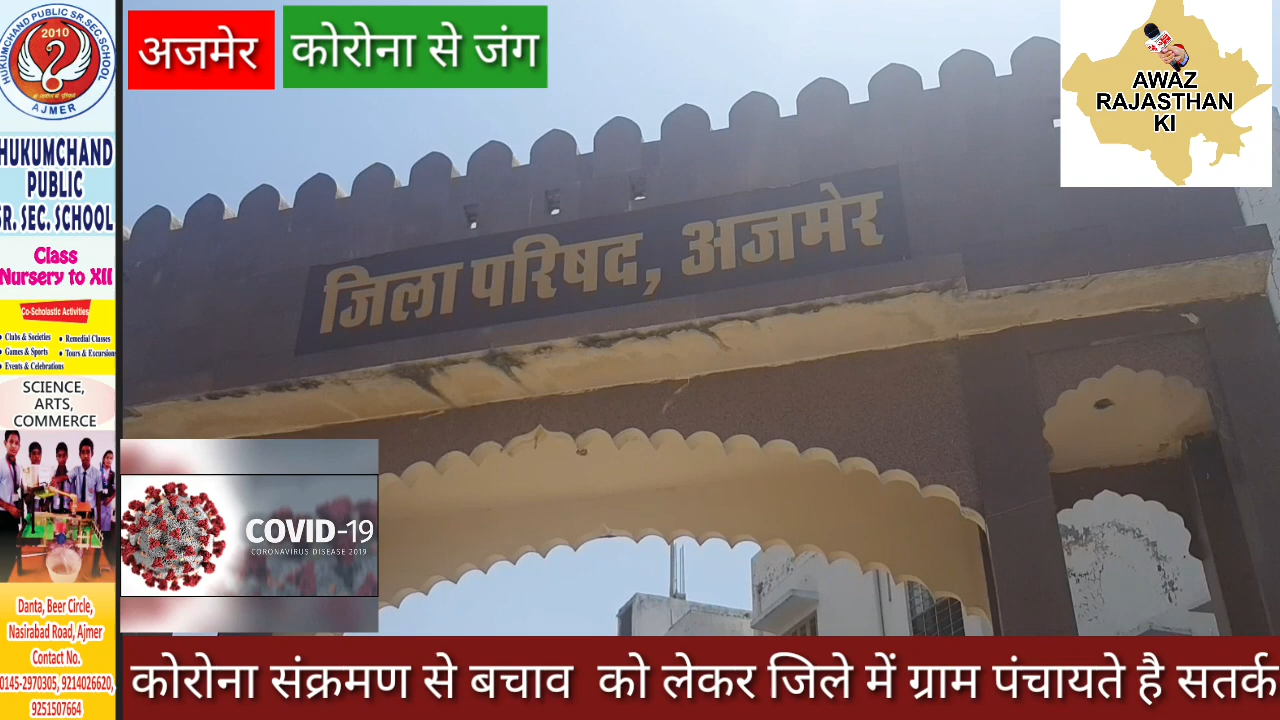 HUKUMCHAND PUBLIC SR.SEC.SCHOOL
2010
AJMER
HUKUMCHAND
PUBLIC
SR. SEC. SCHOOL
Class
Nursery to XII
Co-Scholastic Activities
• Clubs & Societies
• Remedial Classes
• Games & Sports
• Tours & Excursions
• Events & Celebrations
SCIENCE,
ARTS,
COMMERCE
Danta, Beer Circle,
Nasirabad Road, Ajmer
Contact No.
0145-2970305, 9214026620,
9251507664
अजमेर
कोरोना से जंग
AWAZ
RAJASTHAN
KI
जिला परिषद, अजमेर
COVID-19
CORONAVIRUS DISEASE 2019
कोरोना संक्रमण से बचाव को लेकर जिले में ग्राम पंचायते है सतर्क